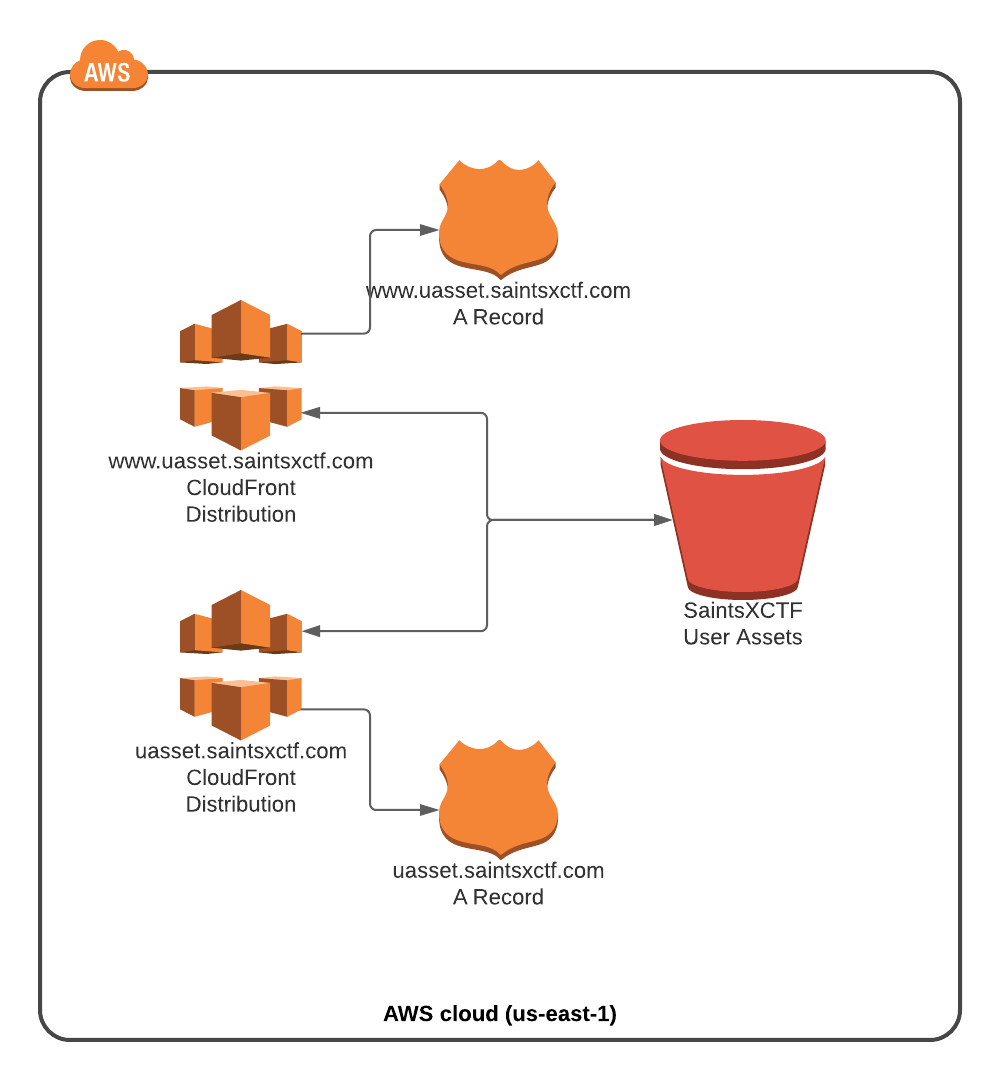 AWS
www.uasset.saintsxctf.com
A Record
www.uasset.saintsxctf.com
CloudFront
Distribution
SaintsXCTF
User Assets
uasset.saintsxctf.com
CloudFront
Distribution
uasset.saintsxctf.com
A Record
AWS cloud (us-east-1)